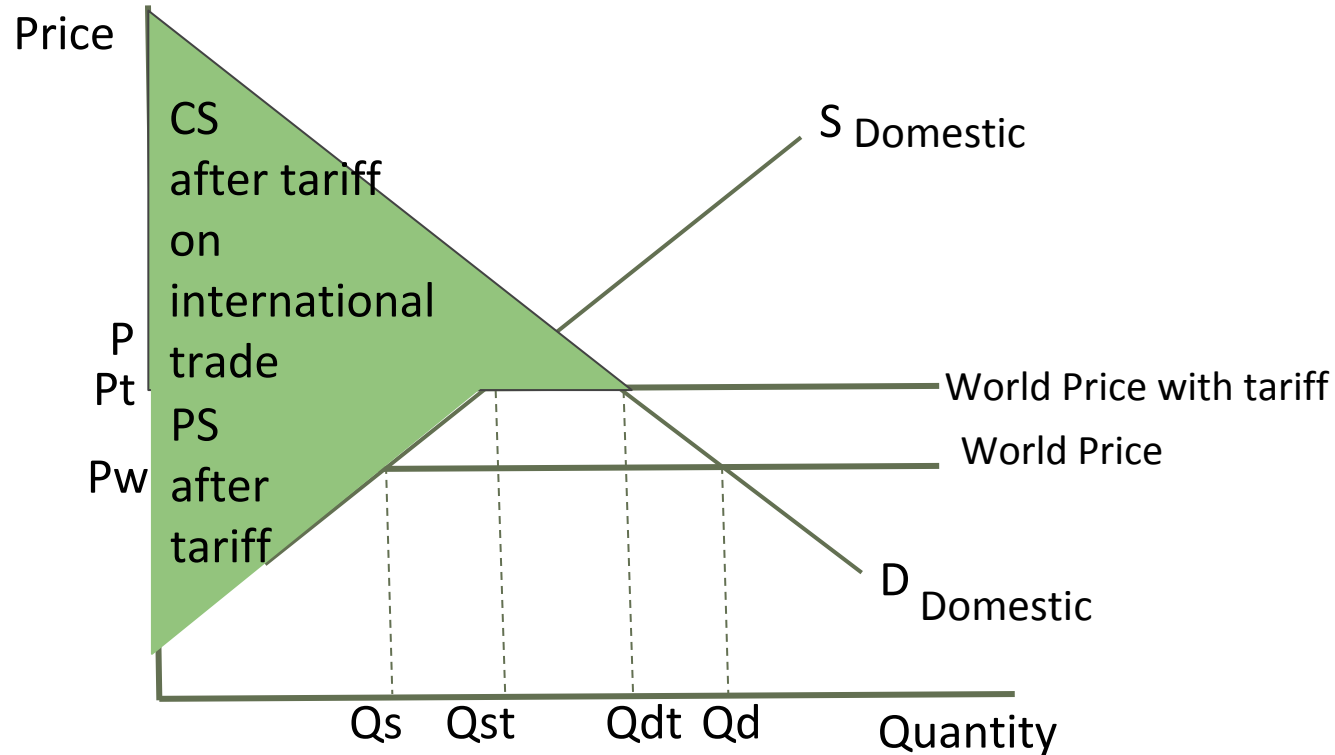 Price
CS
after tariff
on
international
trade
S Domestic
P
Pt
World Price with tariff
PS
after
tariff
Pw
World Price
D Domestic
Qs Qst Qdt Qd Quantity